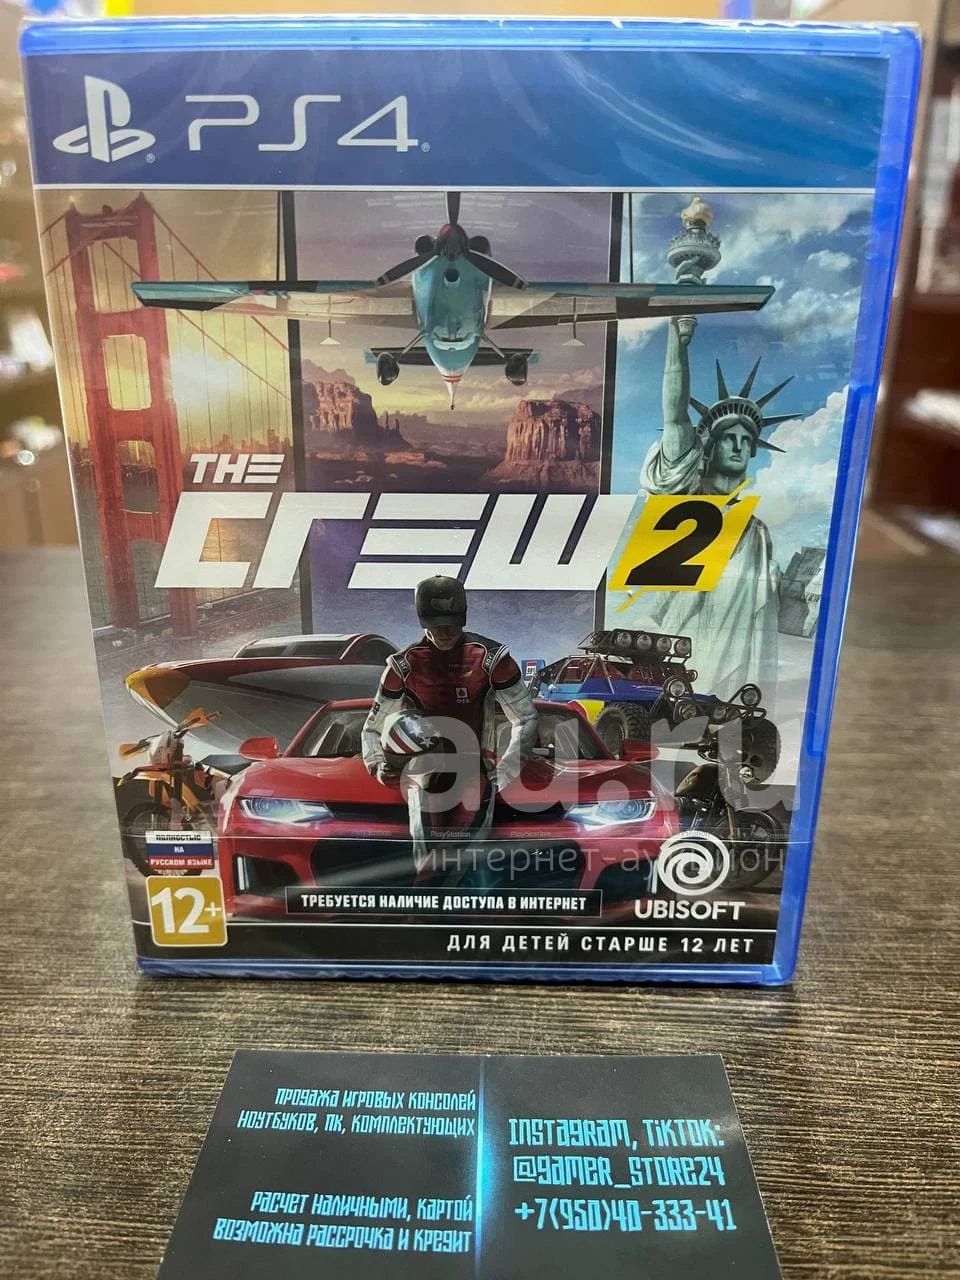 PS4
THE
CREW 2
au.ru
интернет-аукцион
ПОЛНОСТЬЮ
НА
РУССКОМ ЯЗЫКЕ
12+
PlayStation
PlayStation
ТРЕБУЕТСЯ НАЛИЧИЕ ДОСТУПА В ИНТЕРНЕТ
UBISOFT
ДЛЯ ДЕТЕЙ СТАРШЕ 12 ЛЕТ
ПРОДАЖА ИГРОВЫХ КОНСОЛЕЙ
НОУТБУКОВ, ПК, КОМПЛЕКТУЮЩИХ
РАСЧЕТ НАЛИЧНЫМИ, КАРТОЙ
ВОЗМОЖНА РАССРОЧКА И КРЕДИТ
INSTAGRAM, TIKTOK:
@GAMER_STORE24
+7(950)40-333-41